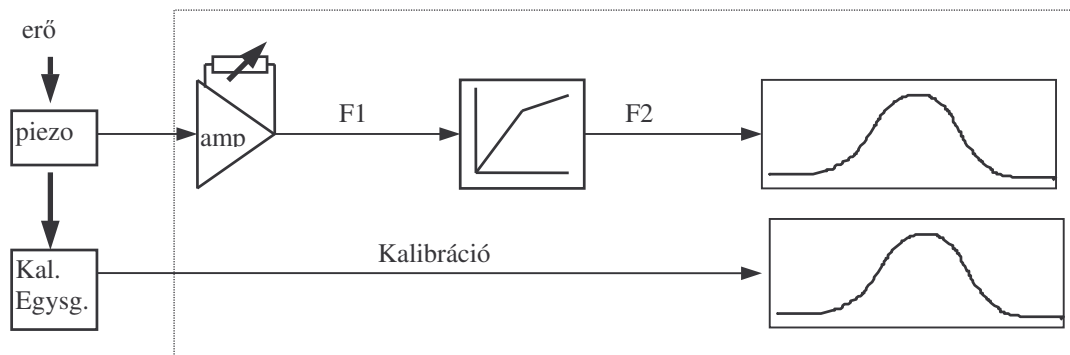 erő
piezo
amp
F1
F2
Kalibráció
Kal.
Egysg.